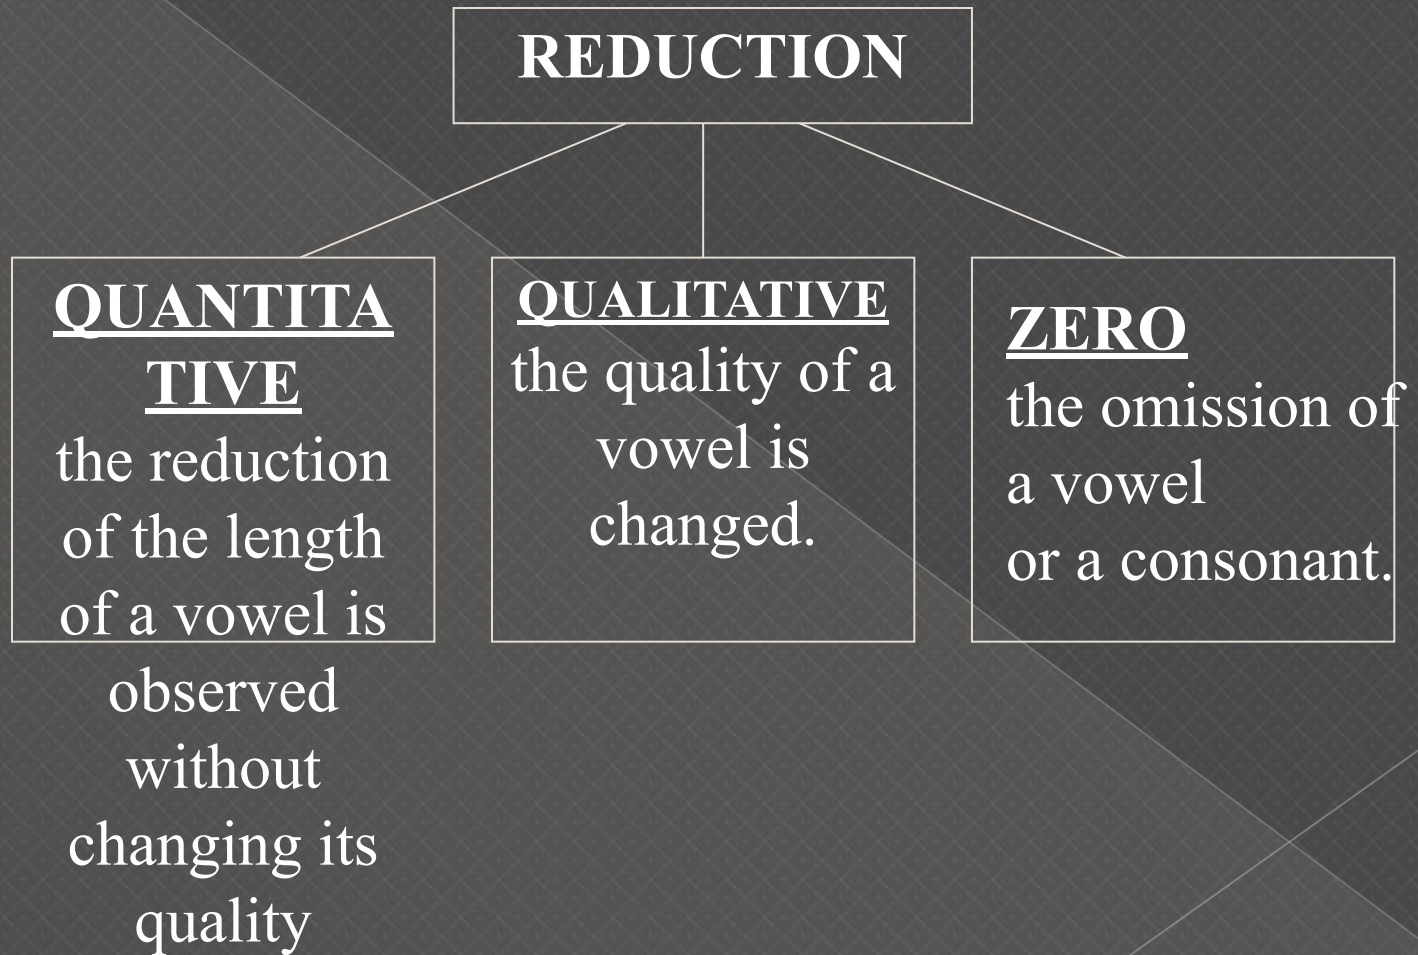 REDUCTION
QUANTITA
TIVE
the reduction
of the length
of a vowel is
observed
without
changing its
quality
QUALITATIVE
the quality of a
vowel is
changed.
ZERO
the omission of
a vowel
or a consonant.